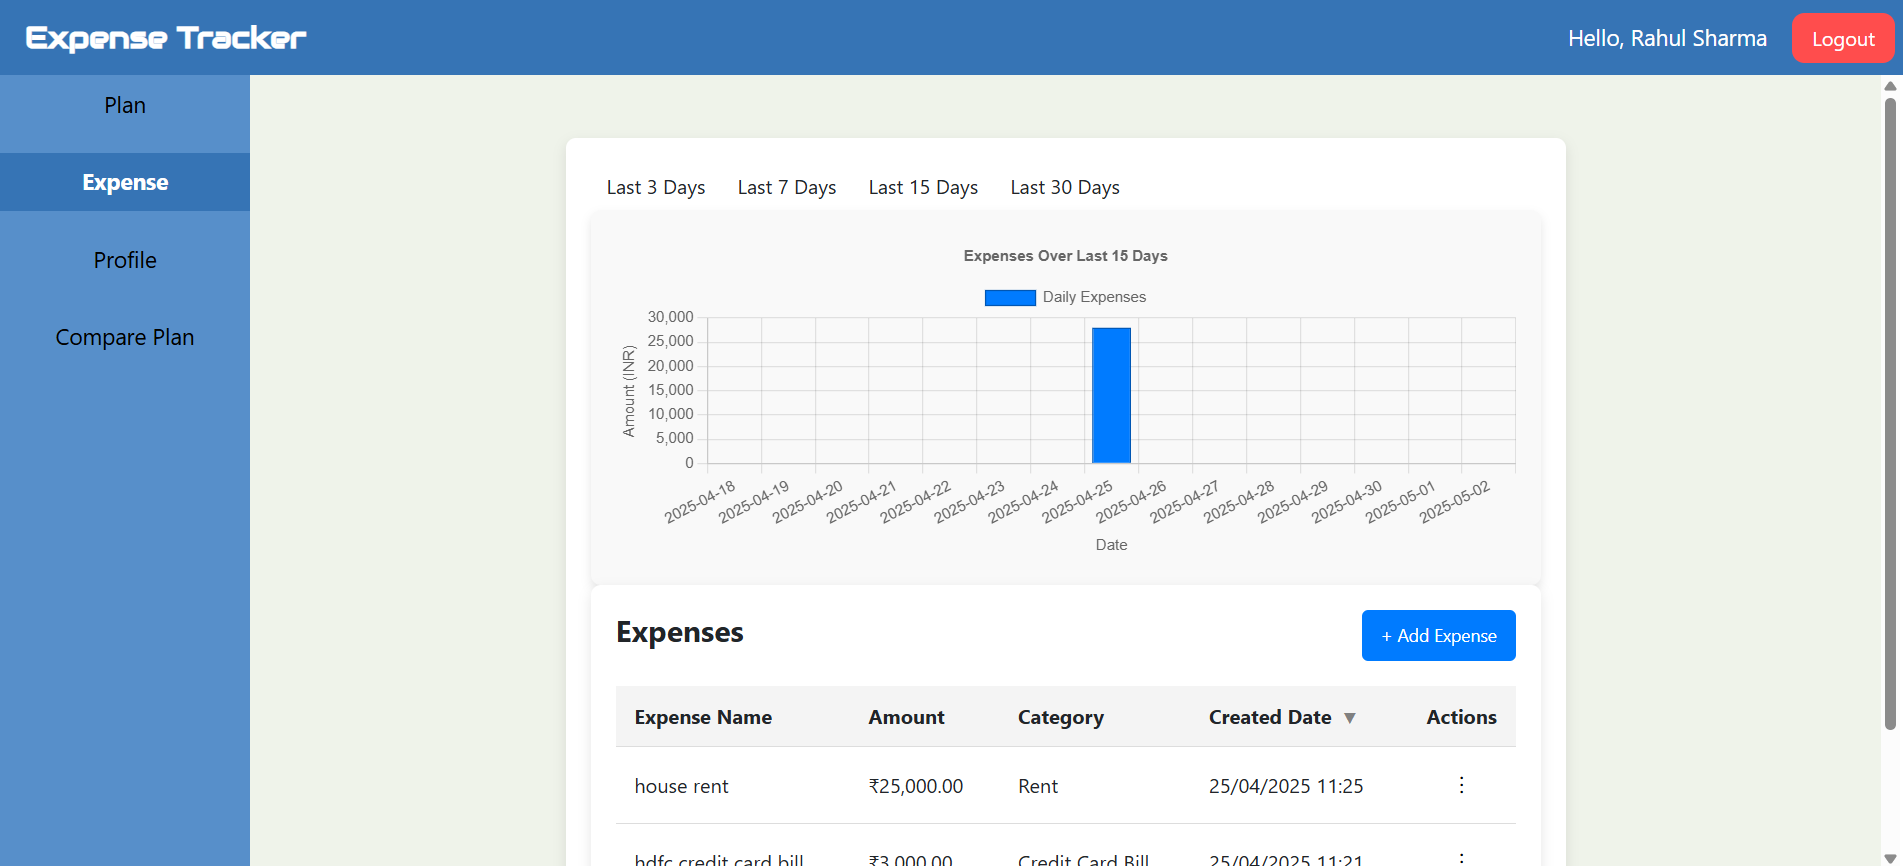 Expense Tracker
Hello, Rahul Sharma
Logout
Plan
Expense
Profile
Compare Plan
Last 3 Days Last 7 Days Last 15 Days Last 30 Days
Expenses Over Last 15 Days
Daily Expenses
Amount (INR)
30,000
25,000
20,000
15,000
10,000
5,000
0
2025-04-18 2025-04-19 2025-04-20 2025-04-21 2025-04-22 2025-04-23 2025-04-24 2025-04-25 2025-04-26 2025-04-27 2025-04-28 2025-04-29 2025-04-30 2025-05-01 2025-05-02
Date
Expenses
+ Add Expense
Expense Name Amount Category Created Date ▼ Actions
house rent ₹25,000.00 Rent 25/04/2025 11:25 ⋮
hdfc credit card bill ₹3,000.00 Credit Card Bill 25/04/2025 11:21 ⋮